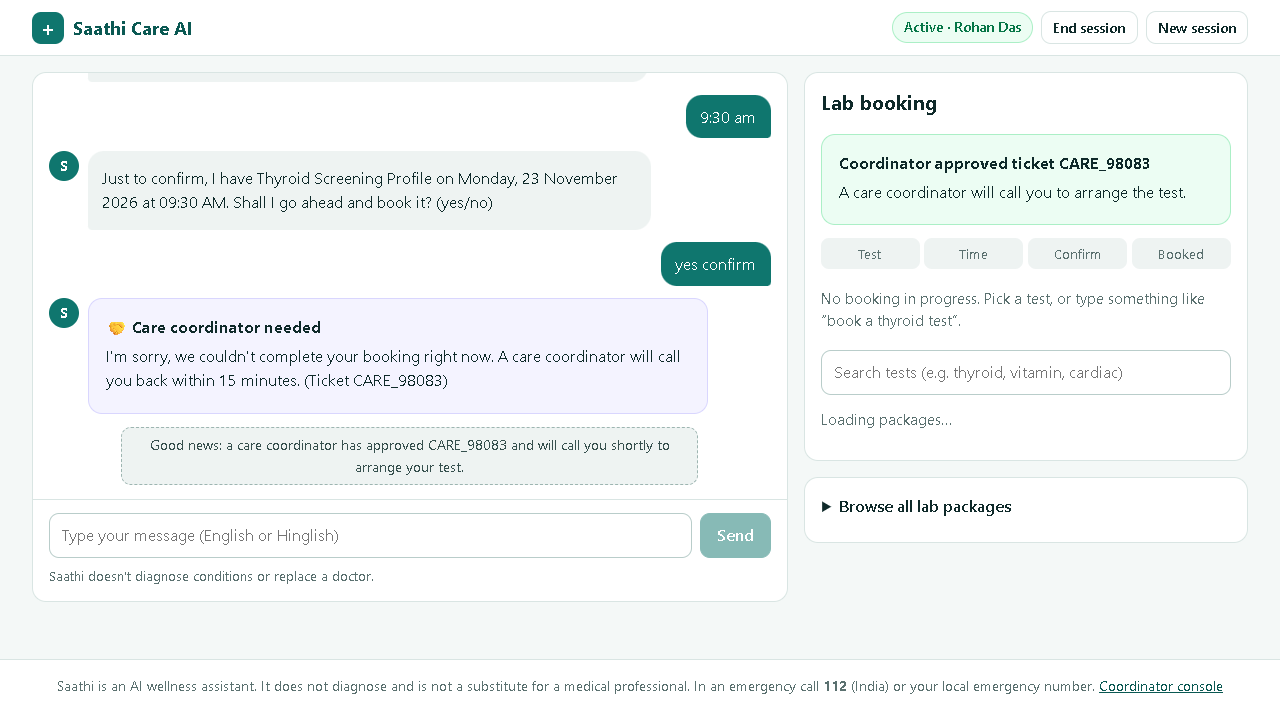 + Saathi Care AI
Active · Rohan Das
End session
New session
9:30 am
S
Just to confirm, I have Thyroid Screening Profile on Monday, 23 November
2026 at 09:30 AM. Shall I go ahead and book it? (yes/no)
yes confirm
S
🤝 Care coordinator needed
I'm sorry, we couldn't complete your booking right now. A care coordinator will call
you back within 15 minutes. (Ticket CARE_98083)
Good news: a care coordinator has approved CARE_98083 and will call you shortly to
arrange your test.
Type your message (English or Hinglish)
Send
Saathi doesn't diagnose conditions or replace a doctor.
Lab booking
Coordinator approved ticket CARE_98083
A care coordinator will call you to arrange the test.
Test
Time
Confirm
Booked
No booking in progress. Pick a test, or type something like
"book a thyroid test".
Search tests (e.g. thyroid, vitamin, cardiac)
Loading packages...
▶ Browse all lab packages
Saathi is an AI wellness assistant. It does not diagnose and is not a substitute for a medical professional. In an emergency call 112 (India) or your local emergency number. Coordinator console